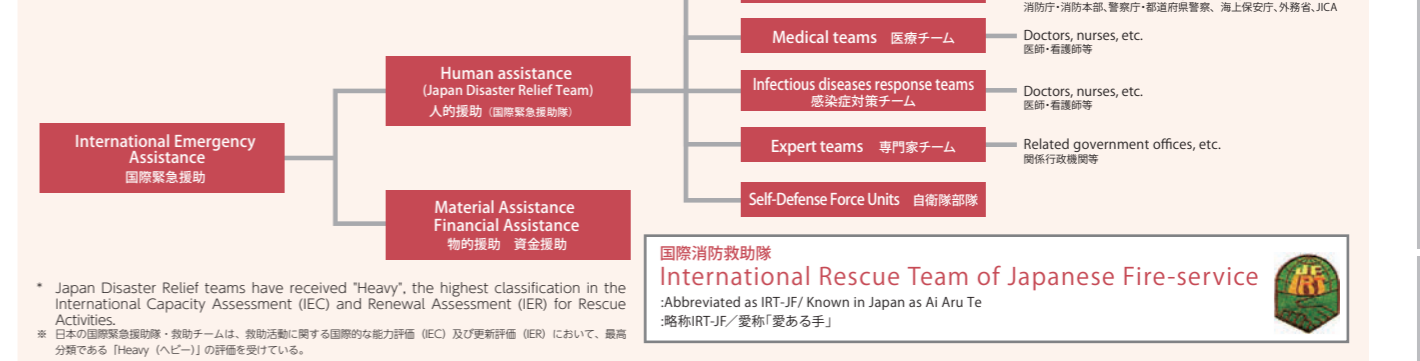 消防庁・消防本部、警察庁・都道府県警察、海上保安庁、外務省、JICA
Medical teams 医療チーム
Doctors, nurses, etc.
医師・看護師等
Human assistance
(Japan Disaster Relief Team)
人的援助（国際緊急援助隊）
Infectious diseases response teams
感染症対策チーム
Doctors, nurses, etc.
医師・看護師等
International Emergency
Assistance
国際緊急援助
Expert teams 専門家チーム
Related government offices, etc.
関係行政機関等
Self-Defense Force Units 自衛隊部隊
Material Assistance
Financial Assistance
物的援助 資金援助
国際消防救助隊
International Rescue Team of Japanese Fire-service
:Abbreviated as IRT-JF/ Known in Japan as Ai Aru Te
:略称IRT-JF／愛称「愛ある手」
* Japan Disaster Relief teams have received "Heavy", the highest classification in the
International Capacity Assessment (IEC) and Renewal Assessment (IER) for Rescue
Activities.
※ 日本の国際緊急援助隊・救助チームは、救助活動に関する国際的な能力評価（IEC）及び更新評価（IER）において、最高
分類である「Heavy（ヘビー）」の評価を受けている。